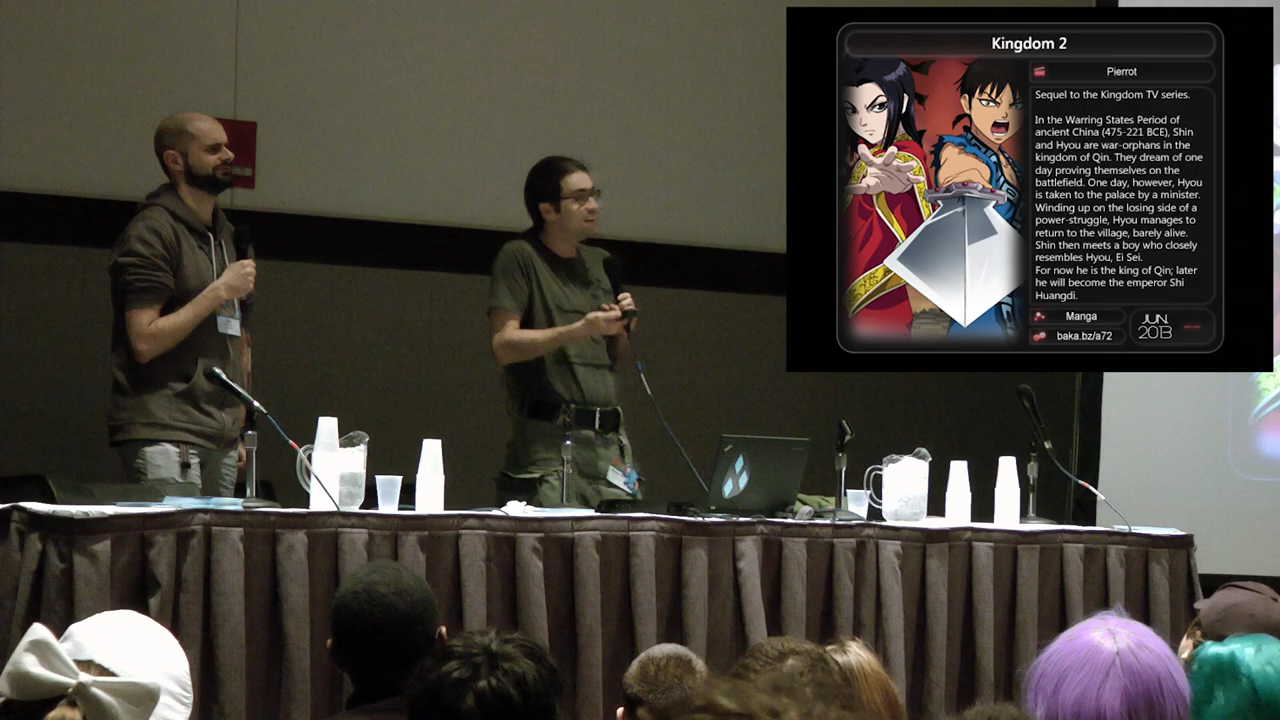 Kingdom 2
Pierrot
Sequel to the Kingdom TV series.
In the Warring States Period of
ancient China (475-221 BCE), Shin
and Hyou are war-orphans in the
kingdom of Qin. They dream of one
day proving themselves on the
battlefield. One day, however, Hyou
is taken to the palace by a minister.
Winding up on the losing side of a
power-struggle, Hyou manages to
return to the village, barely alive.
Shin then meets a boy who closely
resembles Hyou, Ei Sei.
For now he is the king of Qin; later
he will become the emperor Shi
Huangdi.
Manga
baka.bz/a72
JUN
2013